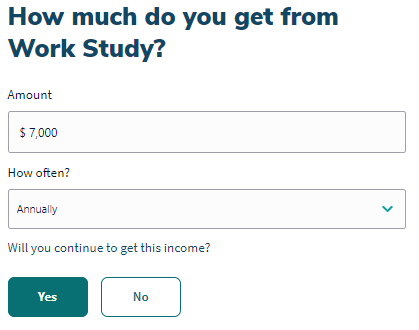 How much do you get from
Work Study?
Amount
$ 7,000
How often?
Annually
Will you continue to get this income?
Yes
No